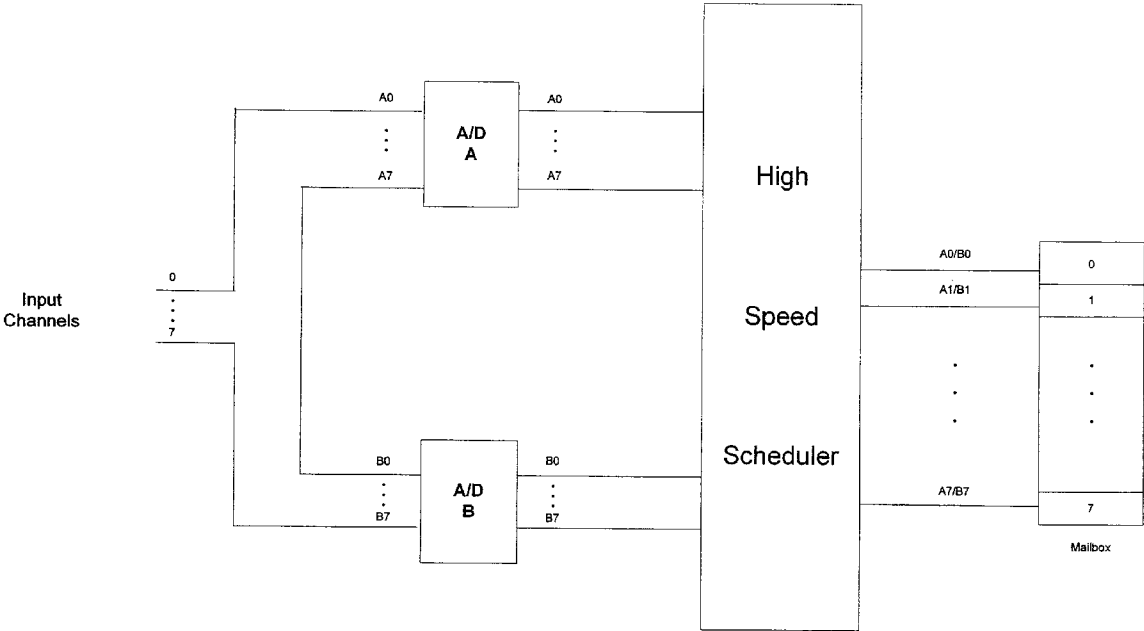 Input
Channels
0
7
A0
A7
A/D
A
A0
A7
B0
B7
A/D
B
B0
B7
High
Speed
Scheduler
A0/B0
A1/B1
A7/B7
0
1
7
Mailbox